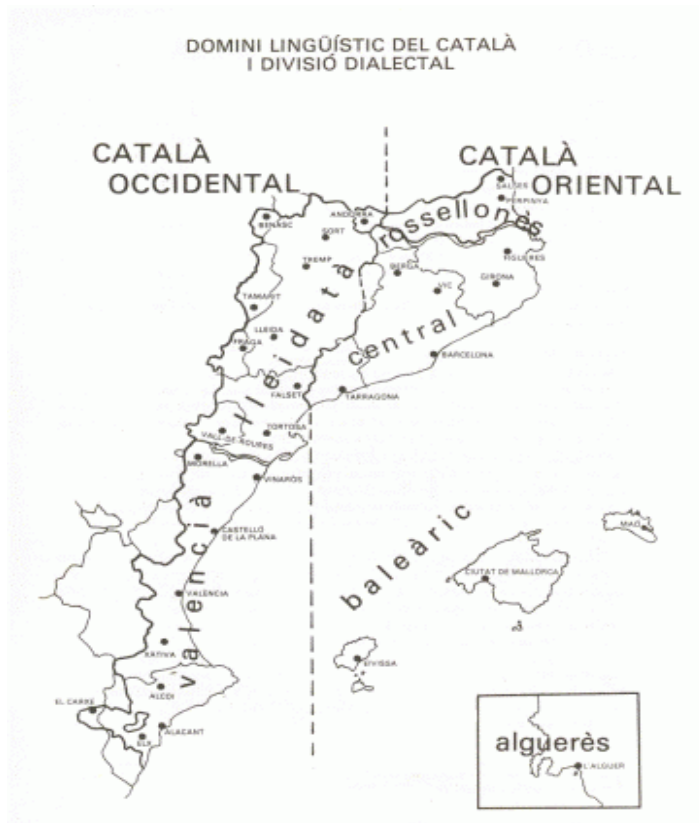 DOMINI LINGÜÍSTIC DEL CATALÀ
I DIVISIÓ DIALECTAL
CATALÀ
OCCIDENTAL
CATALÀ
ORIENTAL
SALSES
PERPINYÀ
BENASC
ANDORRA
SORT
rossellonès
FIGUERES
TREMP
BERGA
GIRONA
VIC
TAMARIT
LLEIDA
FRAGA
lleidatà
central
BARCELONA
FALSET
TARRAGONA
TORTOSA
VALL-DE-ROURES
MORELLA
VINARÒS
CASTELLÓ
DE LA PLANA
valencià
baleàric
MAÓ
CIUTAT DE MALLORCA
VALÈNCIA
XÀTIVA
EIVISSA
ALCOI
EL CARXE
ALACANT
ELX
alguerès
L'ALGUER